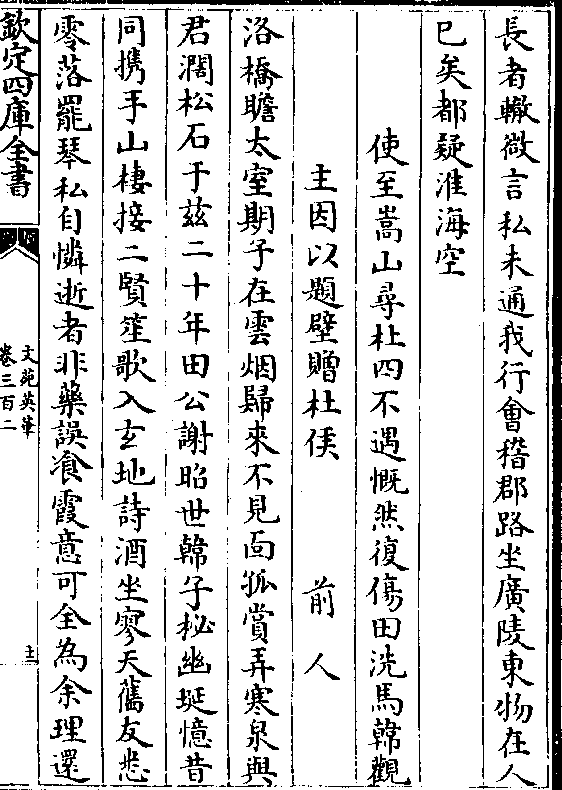 長者轍微言私未通我行會稽郡路坐廣陵東物在人
已矣都疑淮海空
使至嵩山尋杜四不遇慨然復傷田洗馬韓觀
主因以題壁贈杜侯　前人
洛橋瞻太室期子在雲烟歸來不見面孤賞弄寒泉與
君濶松石于兹二十年田公謝昭世韓子秘幽埏憶昔
同携手山棲接二賢笙歌入玄地詩酒坐寥天舊友悲
零落罷琴私自憐逝者非藥誤飡霞意可全為余理還
欽定四庫全書
文苑英華
卷三百二